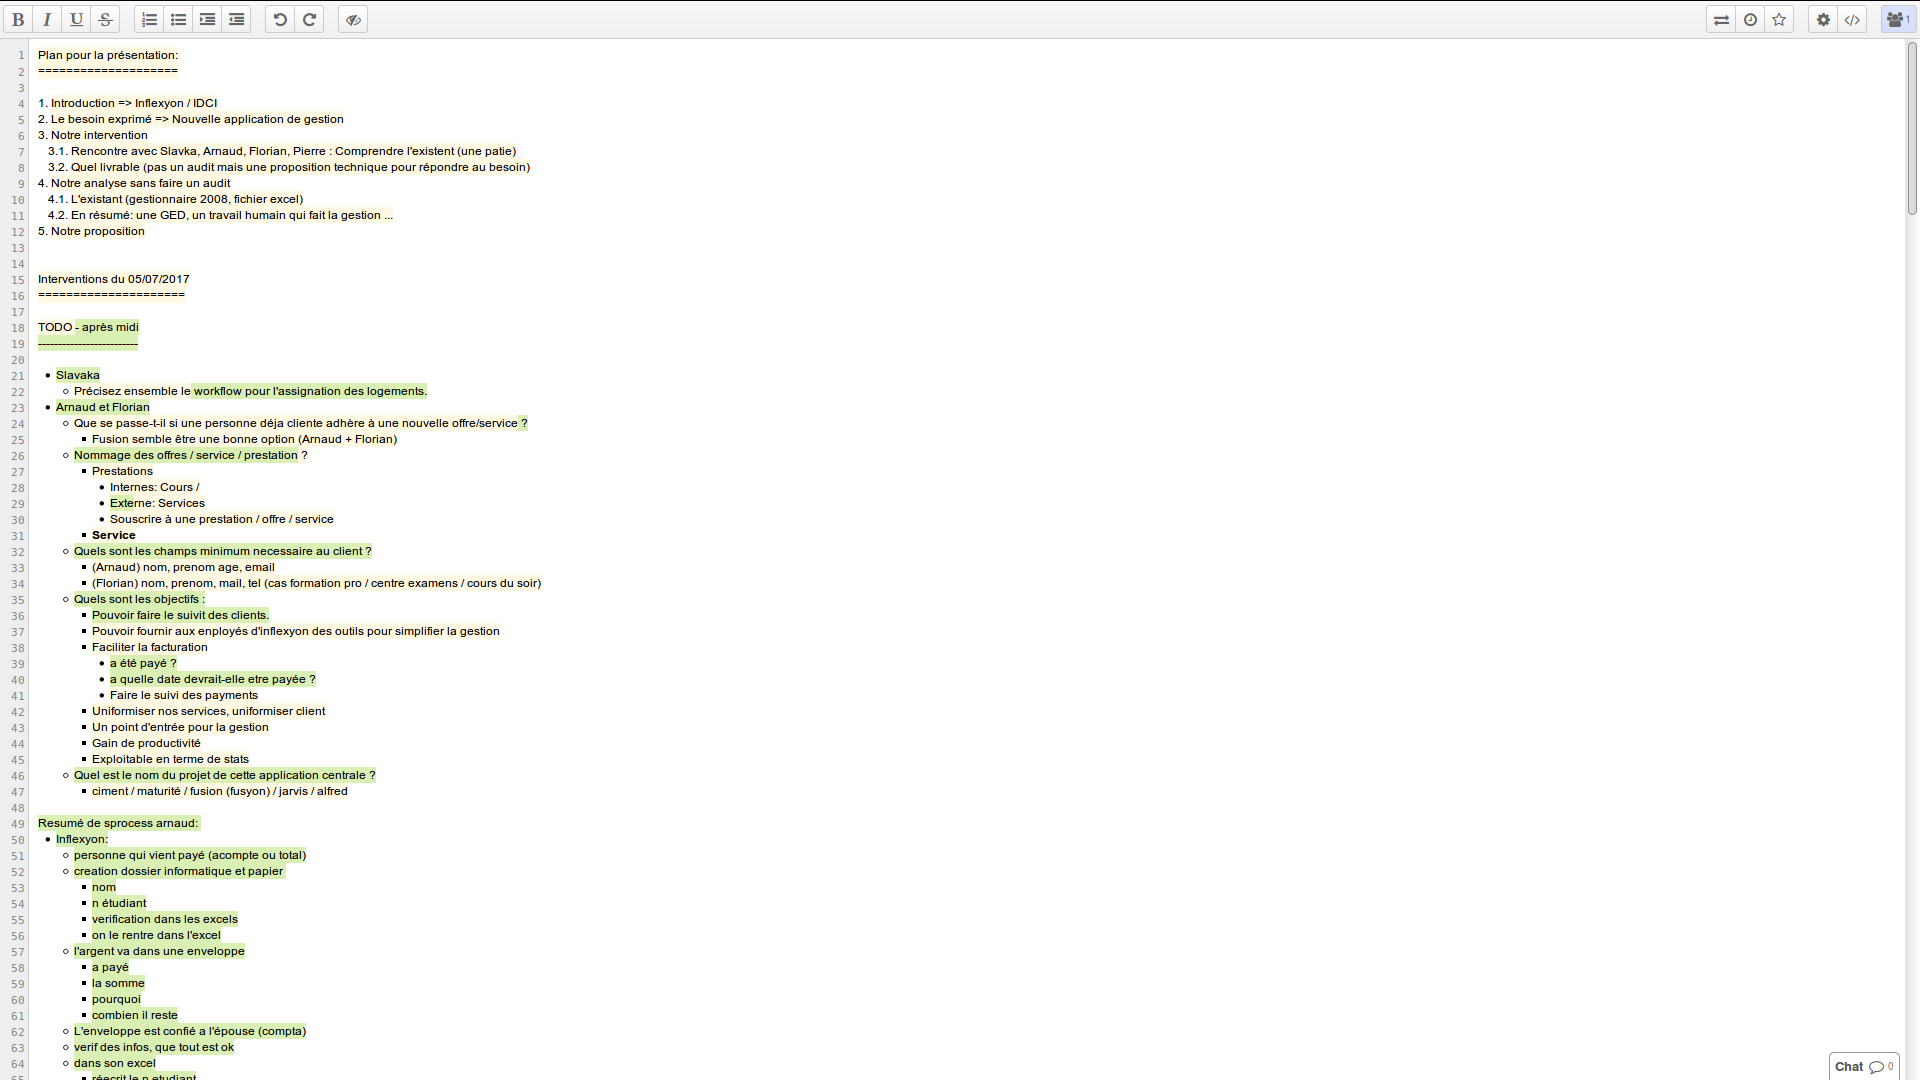 B I U S 1
1 Plan pour la présentation:
2 ====================
3
4 1. Introduction => Inflexyon / IDCI
5 2. Le besoin exprimé => Nouvelle application de gestion
6 3. Notre intervention
7 3.1. Rencontre avec Slavka, Arnaud, Florian, Pierre : Comprendre l'existent (une patie)
8 3.2. Quel livrable (pas un audit mais une proposition technique pour répondre au besoin)
9 4. Notre analyse sans faire un audit
10 4.1. L'existant (gestionnaire 2008, fichier excel)
11 4.2. En résumé: une GED, un travail humain qui fait la gestion ...
12 5. Notre proposition
13
14
15 Interventions du 05/07/2017
16 =====================
17
18 TODO - après midi
19 -------------------------
20
21 • Slavaka
22 ○ Précisez ensemble le workflow pour l'assignation des logements.
23 • Arnaud et Florian
24 ○ Que se passe-t-il si une personne déja cliente adhère à une nouvelle offre/service ?
25 ▪ Fusion semble être une bonne option (Arnaud + Florian)
26 ○ Nommage des offres / service / prestation ?
27 ▪ Prestations
28 • Internes: Cours /
29 • Externe: Services
30 • Souscrire à une prestation / offre / service
31 ▪ Service
32 ○ Quels sont les champs minimum necessaire au client ?
33 ▪ (Arnaud) nom, prenom age, email
34 ▪ (Florian) nom, prenom, mail, tel (cas formation pro / centre examens / cours du soir)
35 ○ Quels sont les objectifs :
36 ▪ Pouvoir faire le suivit des clients.
37 ▪ Pouvoir fournir aux enployés d'inflexyon des outils pour simplifier la gestion
38 ▪ Faciliter la facturation
39 • a été payé ?
40 • a quelle date devrait-elle etre payée ?
41 • Faire le suivi des payments
42 ▪ Uniformiser nos services, uniformiser client
43 ▪ Un point d'entrée pour la gestion
44 ▪ Gain de productivité
45 ▪ Exploitable en terme de stats
46 ○ Quel est le nom du projet de cette application centrale ?
47 ▪ ciment / maturité / fusion (fusyon) / jarvis / alfred
48
49 Resumé de sprocess arnaud:
50 • Inflexyon:
51 ○ personne qui vient payé (acompte ou total)
52 ○ creation dossier informatique et papier
53 ▪ nom
54 ▪ n étudiant
55 ▪ verification dans les excels
56 ▪ on le rentre dans l'excel
57 ○ l'argent va dans une enveloppe
58 ▪ a payé
59 ▪ la somme
60 ▪ pourquoi
61 ▪ combien il reste
62 ○ L'enveloppe est confié a l'épouse (compta)
63 ○ verif des infos, que tout est ok
64 ○ dans son excel
65 ▪ réecrit le n etudiant
Chat 0